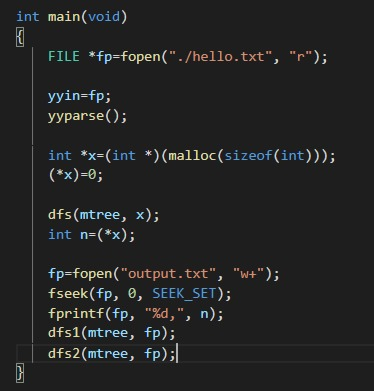 int main(void)
{
FILE *fp=fopen("./hello.txt", "r");
yyin=fp;
yyparse();
int *x=(int *)(malloc(sizeof(int)));
(*x)=0;
dfs(mtree, x);
int n=(*x);
fp=fopen("output.txt", "w+");
fseek(fp, 0, SEEK_SET);
fprintf(fp, "%d,", n);
dfs1(mtree, fp);
dfs2(mtree, fp);
}